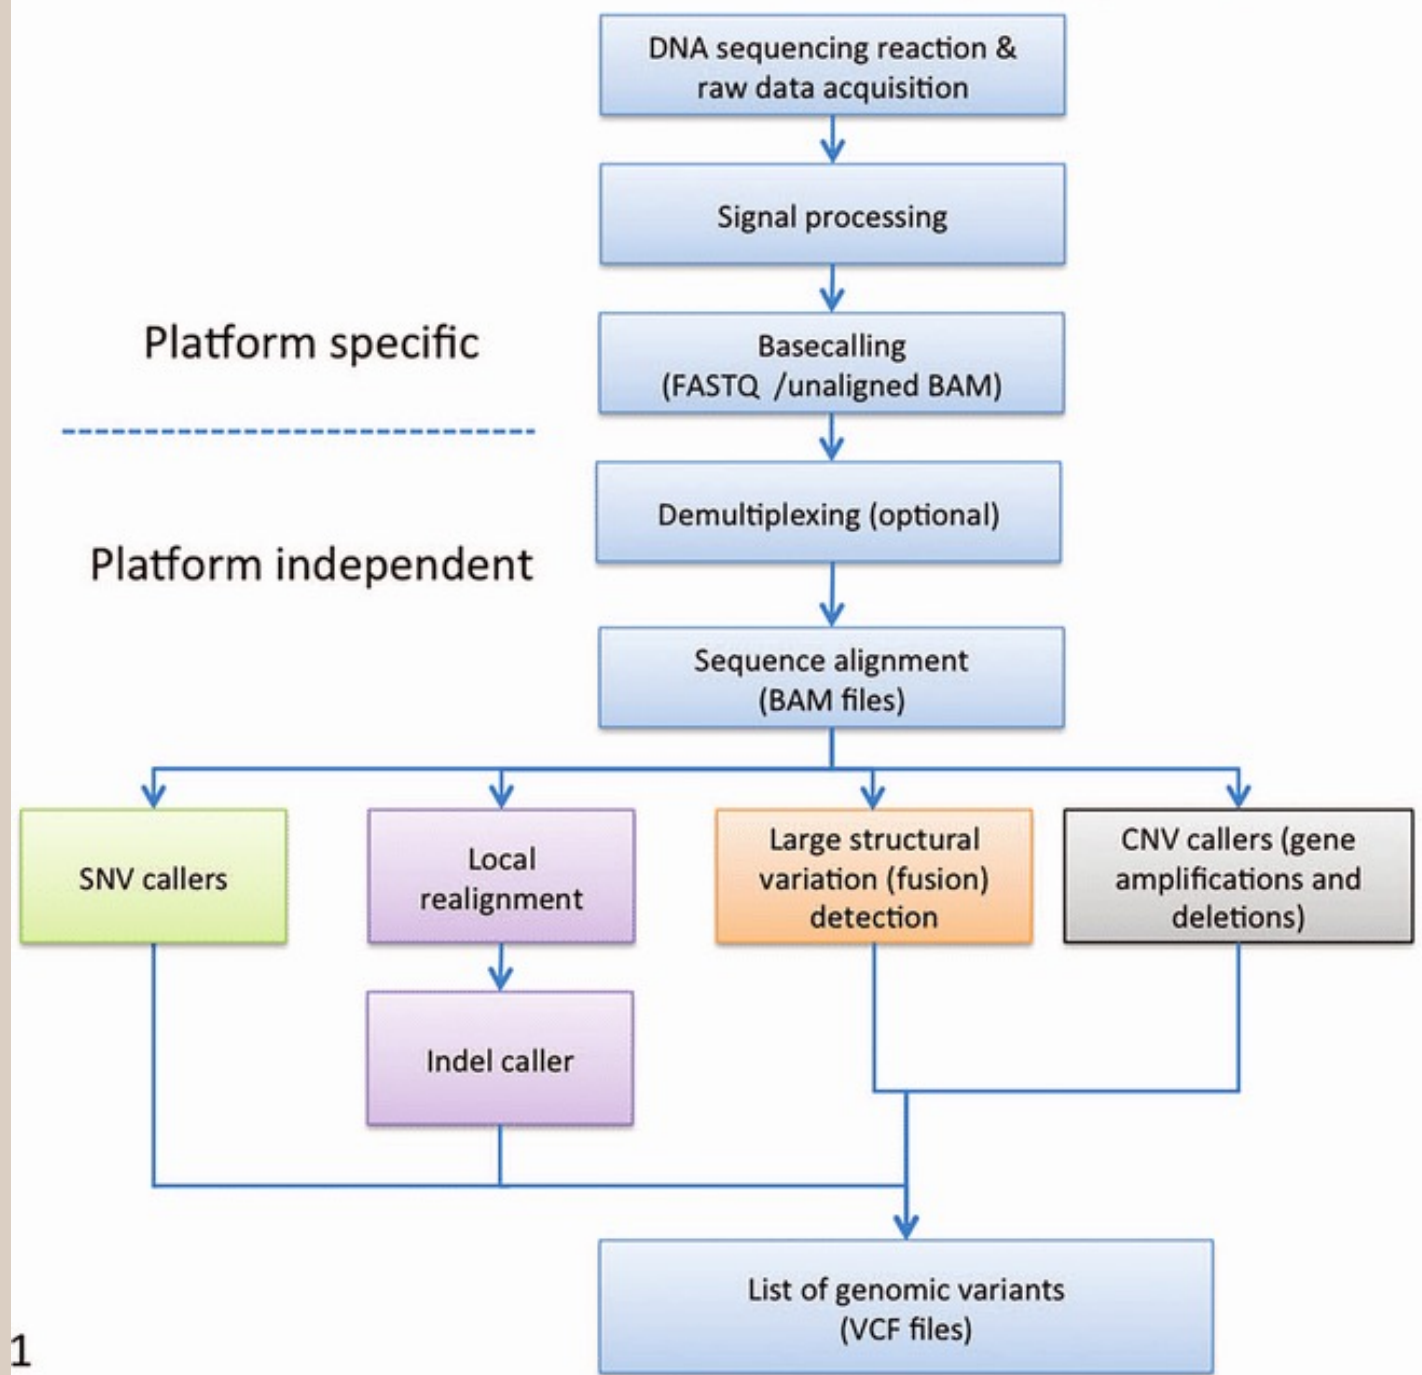 DNA sequencing reaction &
raw data acquisition
Signal processing
Platform specific
Basecalling
(FASTQ /unaligned BAM)
Demultiplexing (optional)
Platform independent
Sequence alignment
(BAM files)
SNV callers
Local
realignment
Large structural
variation (fusion)
detection
CNV callers (gene
amplifications and
deletions)
Indel caller
List of genomic variants
(VCF files)
1